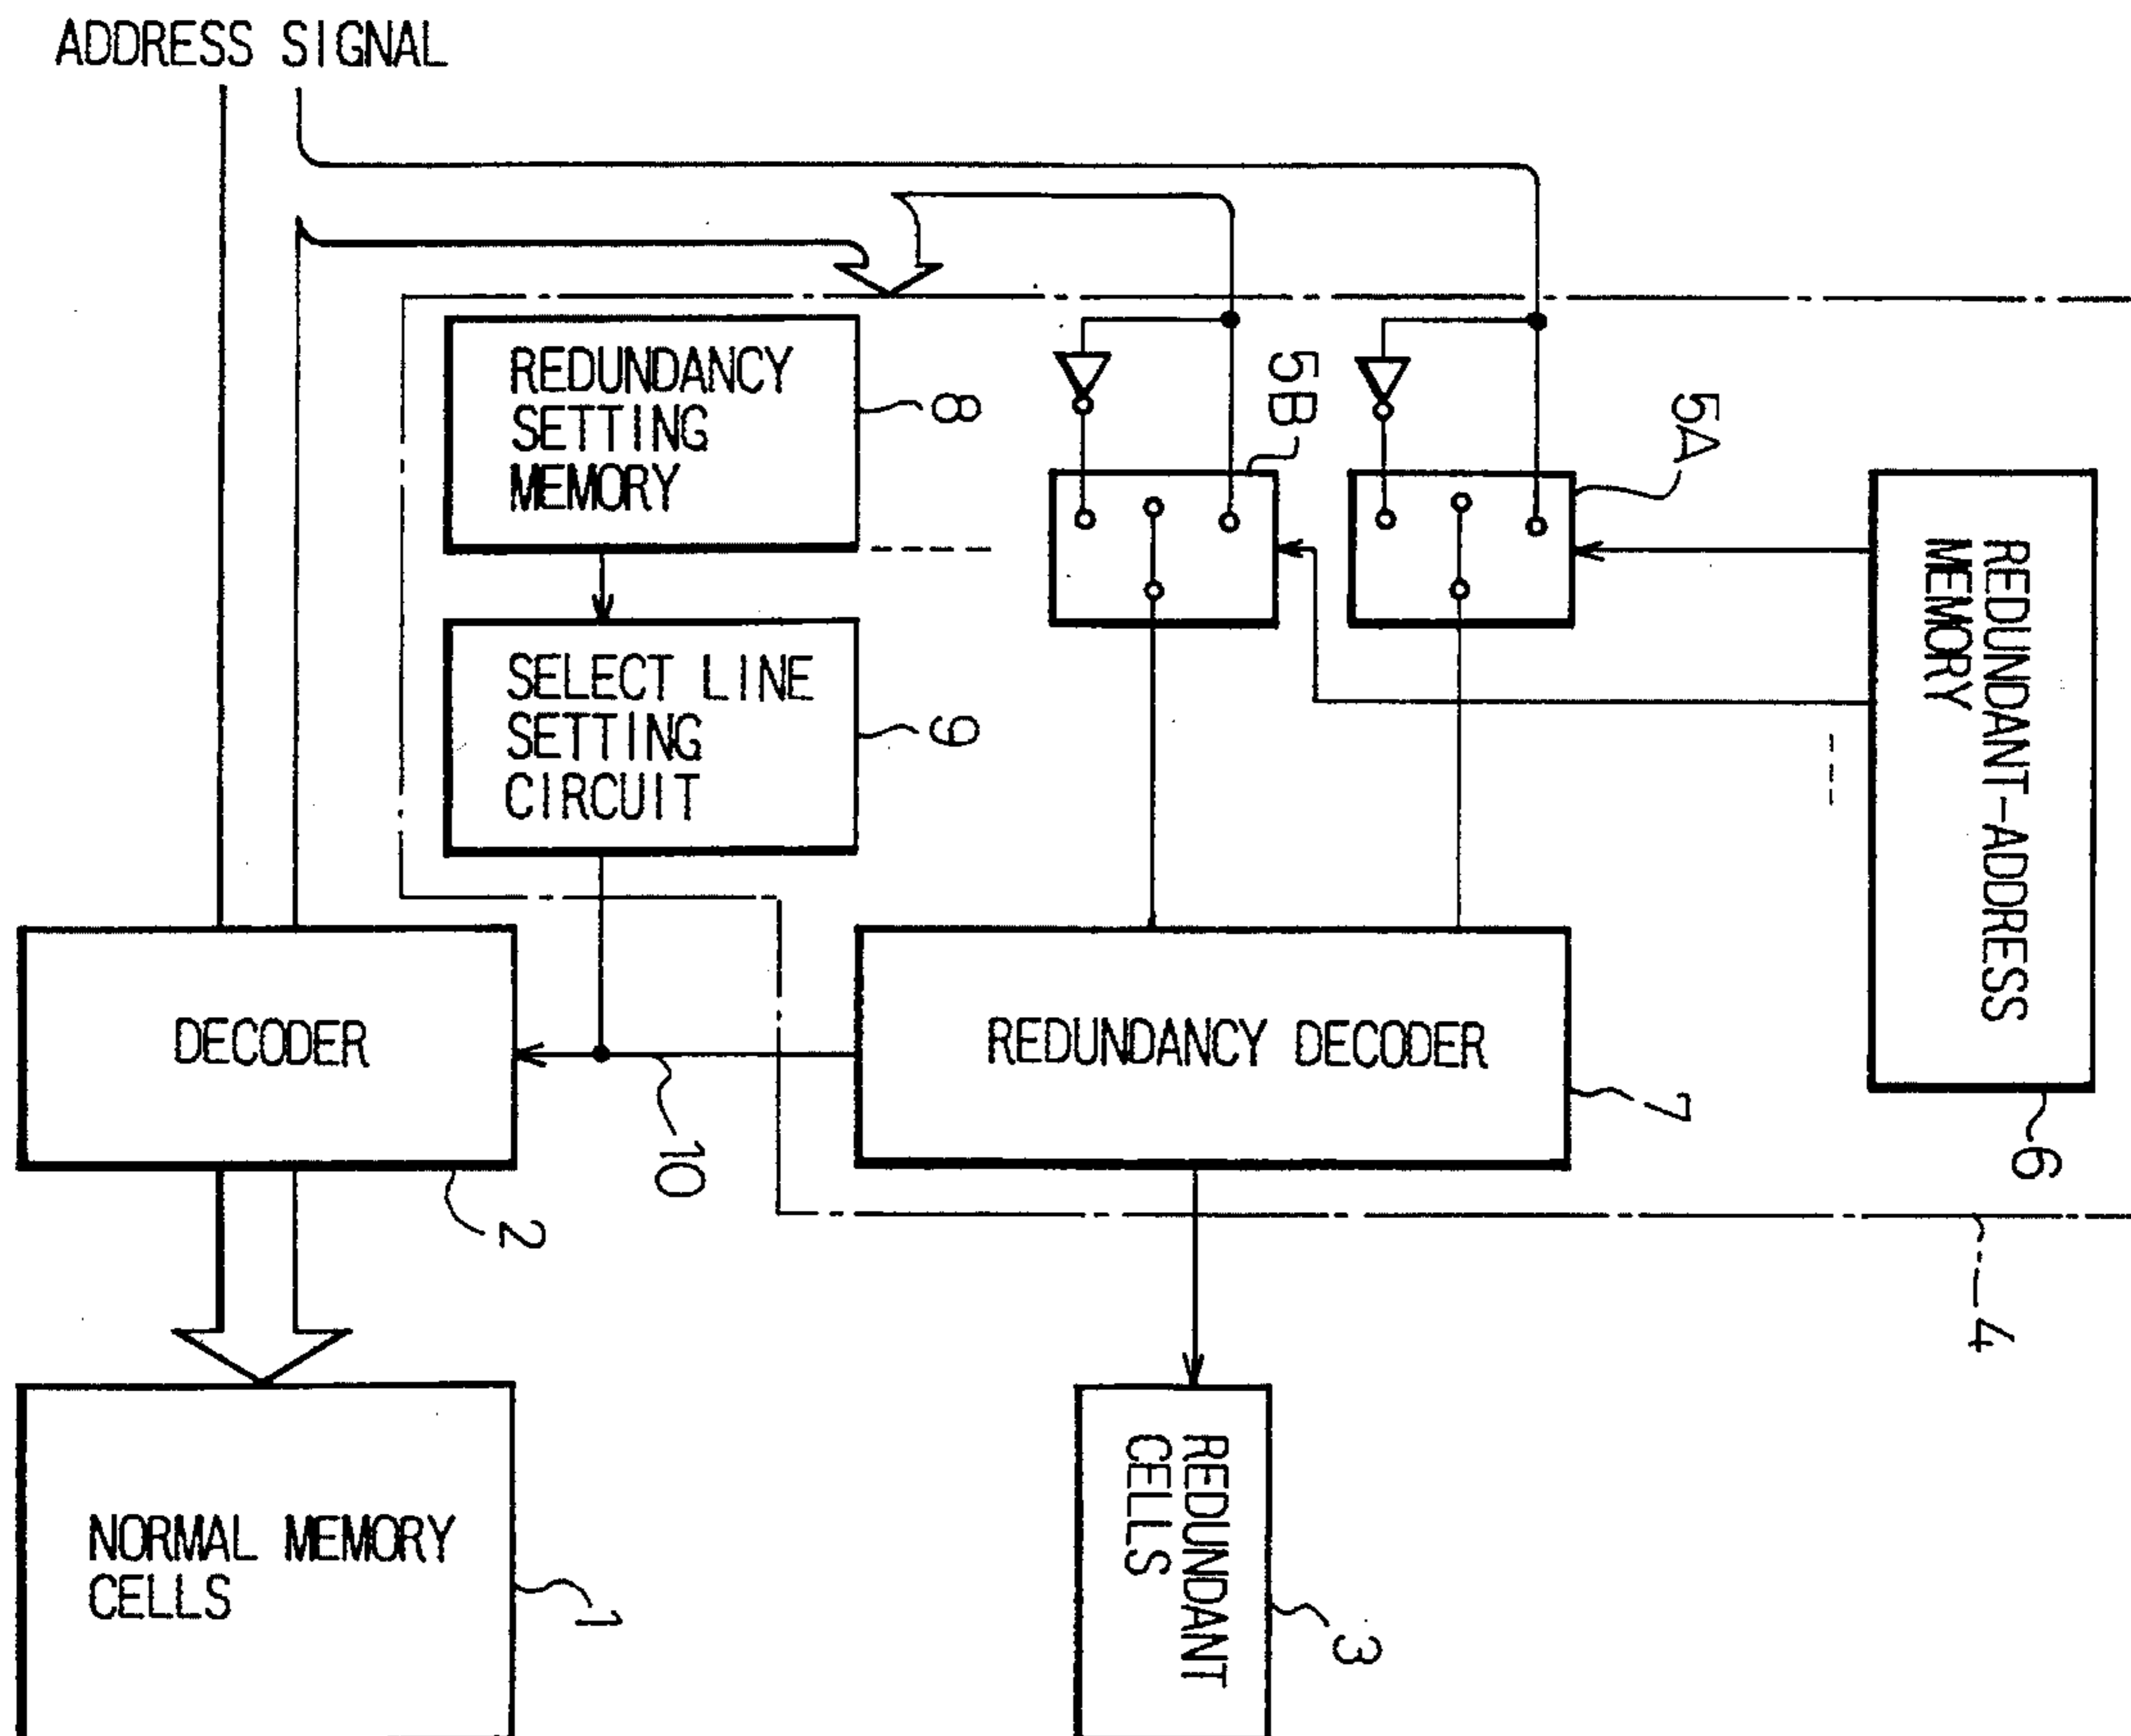 ADDRESS SIGNAL
REDUNDANCY
SETTING
MEMORY
8
5B
5A
REDUNDANT-ADDRESS
MEMORY
6
SELECT LINE
SETTING
CIRCUIT
9
DECODER
2
10
REDUNDANCY DECODER
7
4
NORMAL MEMORY
CELLS
1
REDUNDANT
CELLS
3